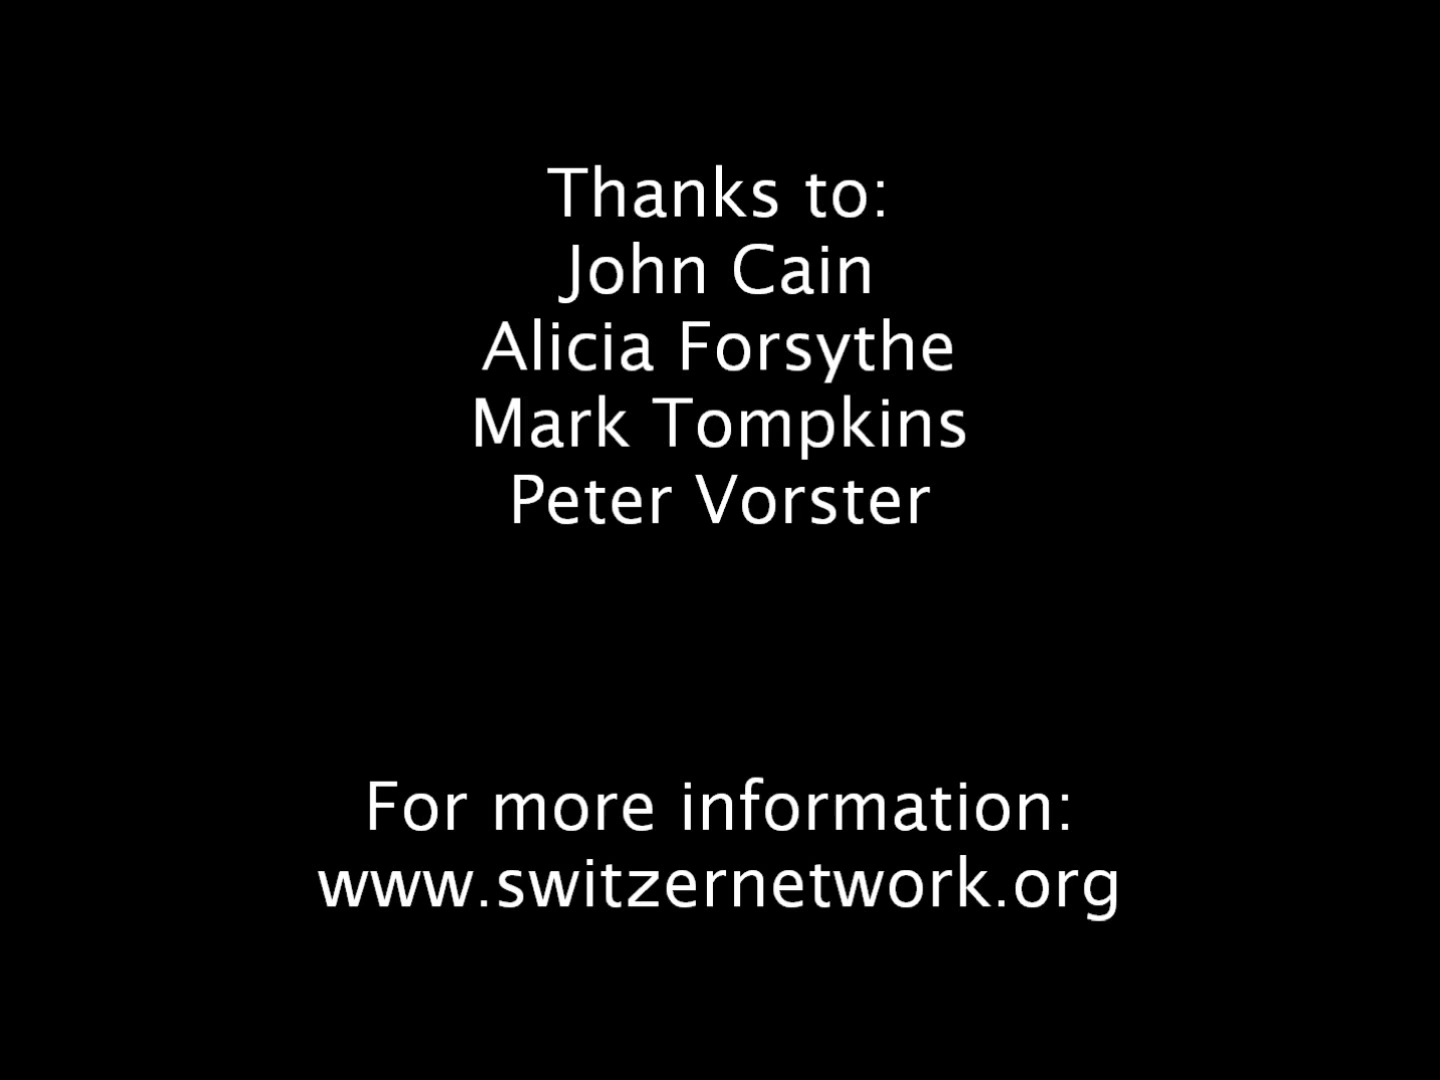 Thanks to:
John Cain
Alicia Forsythe
Mark Tompkins
Peter Vorster
For more information:
www.switzernetwork.org